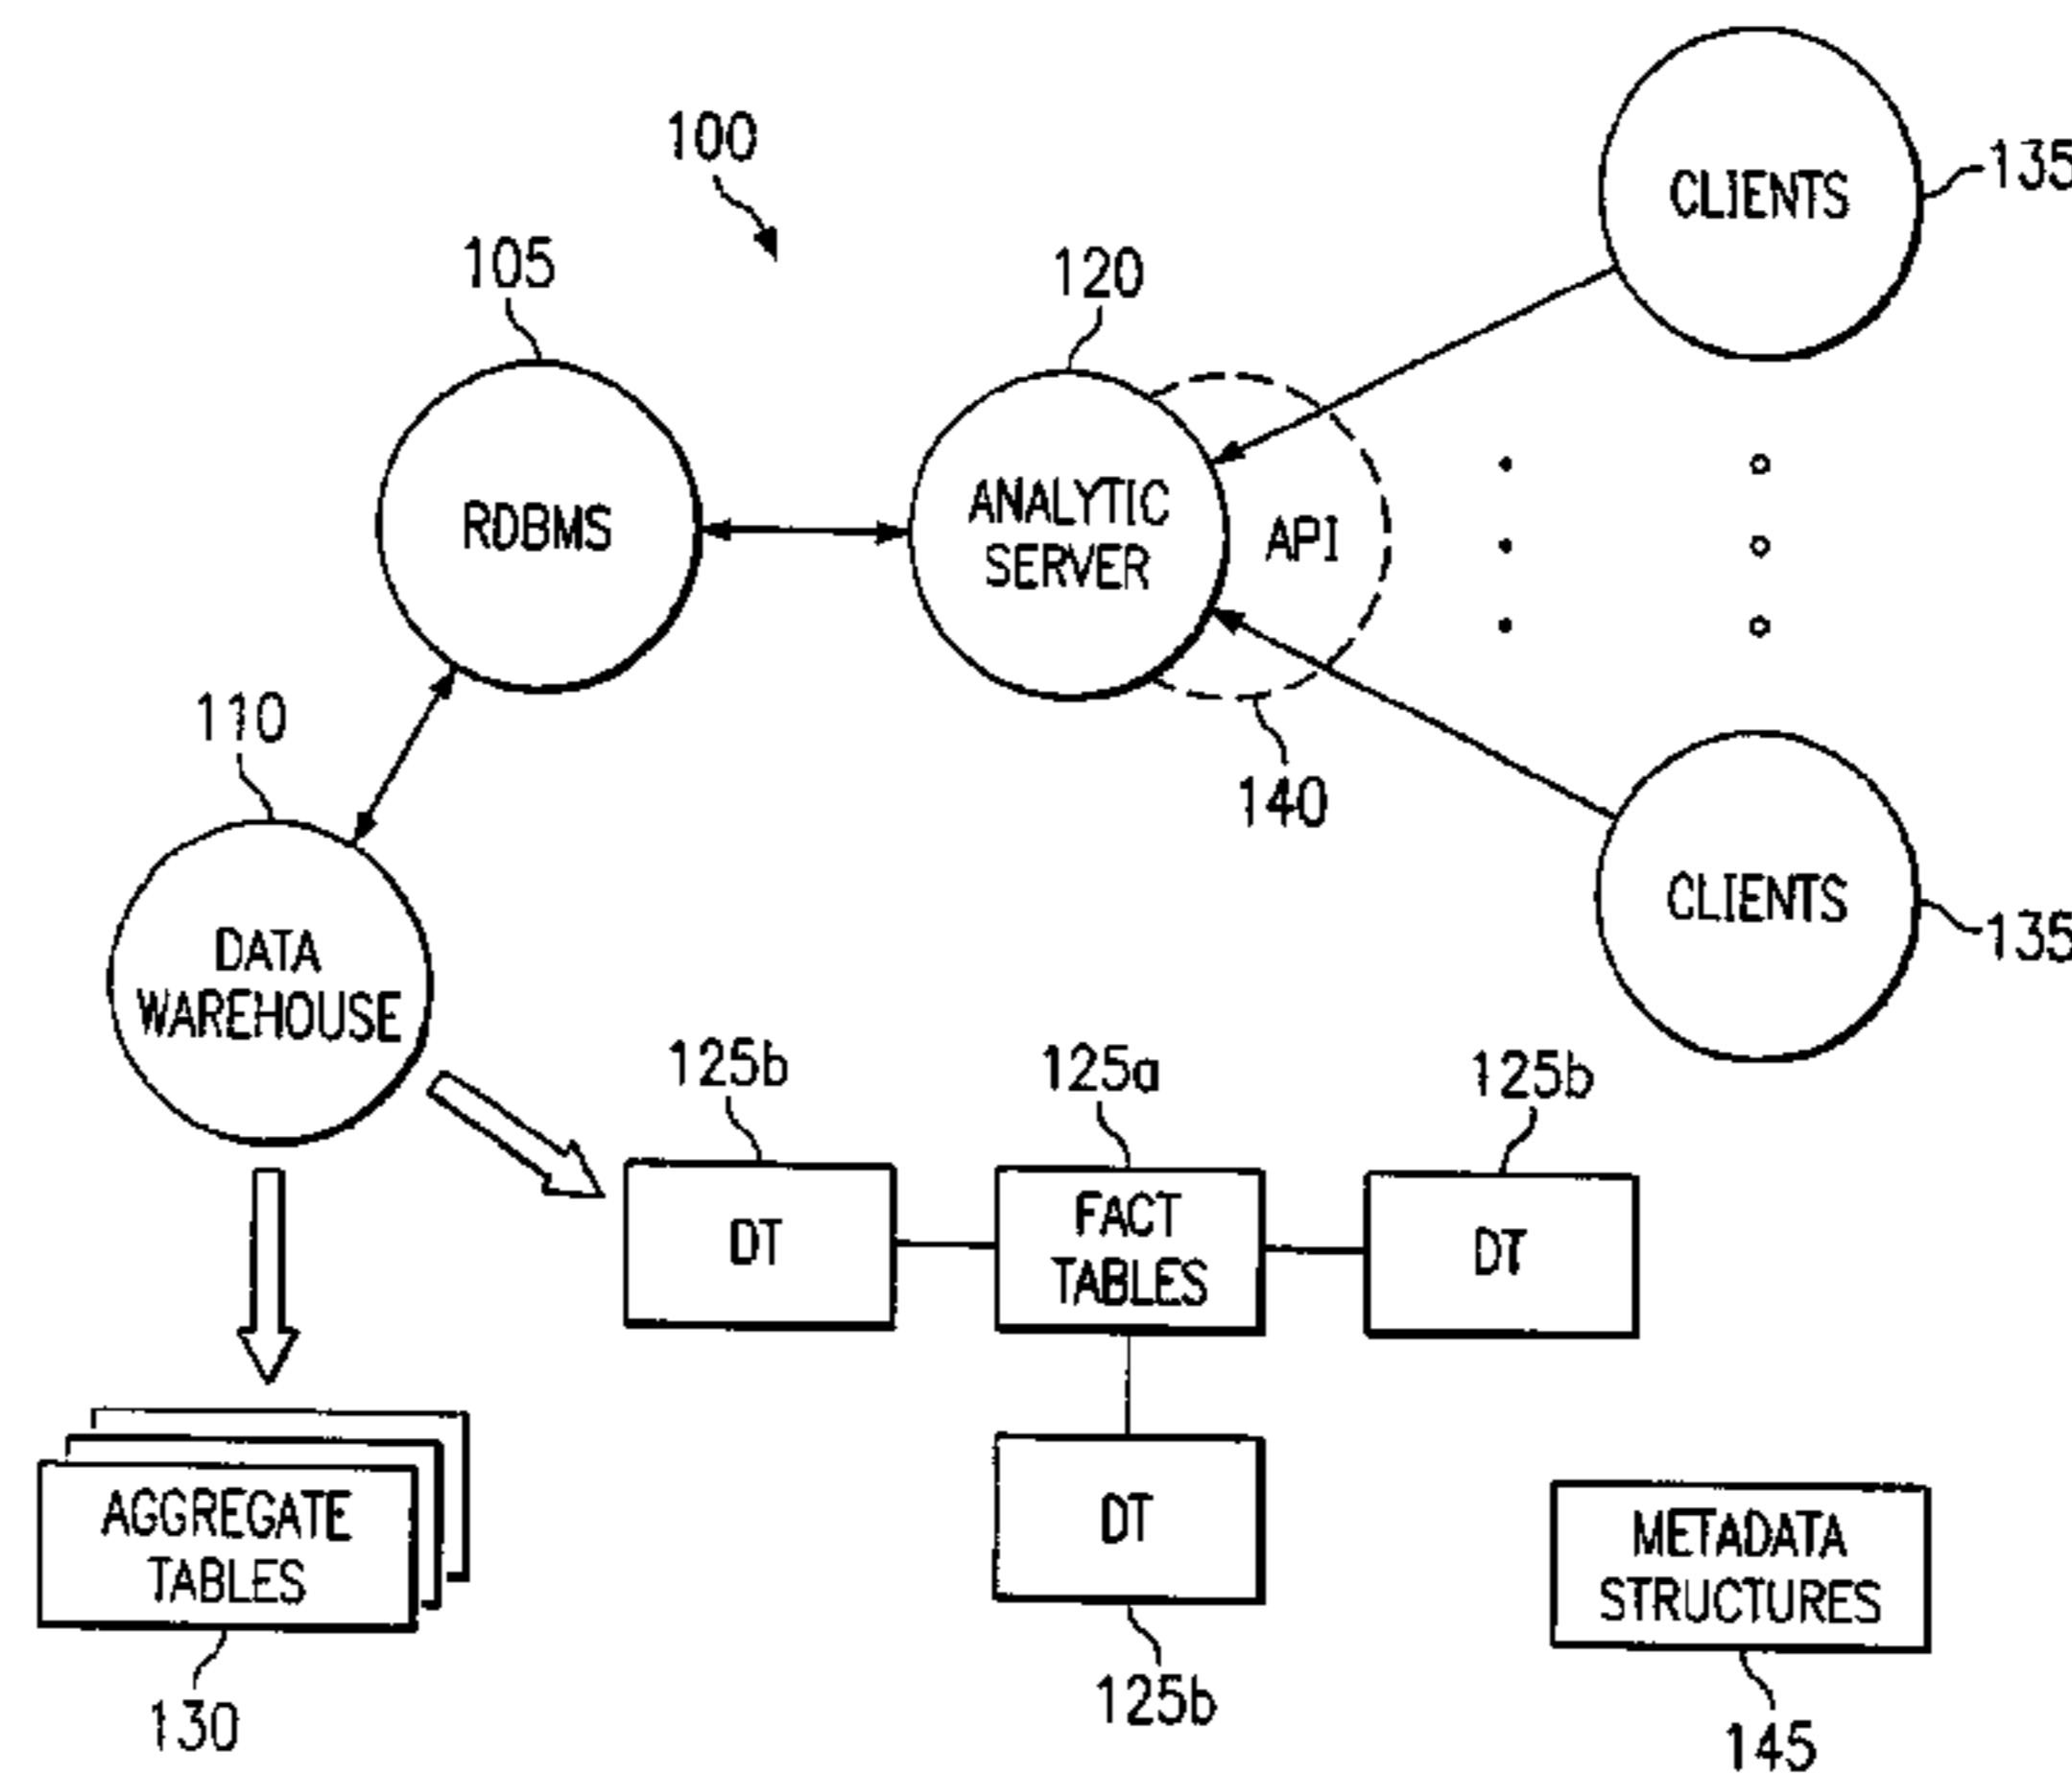 100
135
CLIENTS
105
120
RDBMS
ANALYTIC
SERVER
API
110
140
CLIENTS
135
DATA
WAREHOUSE
125b
125a
125b
DT
FACT
TABLES
DT
AGGREGATE
TABLES
DT
METADATA
STRUCTURES
130
125b
145